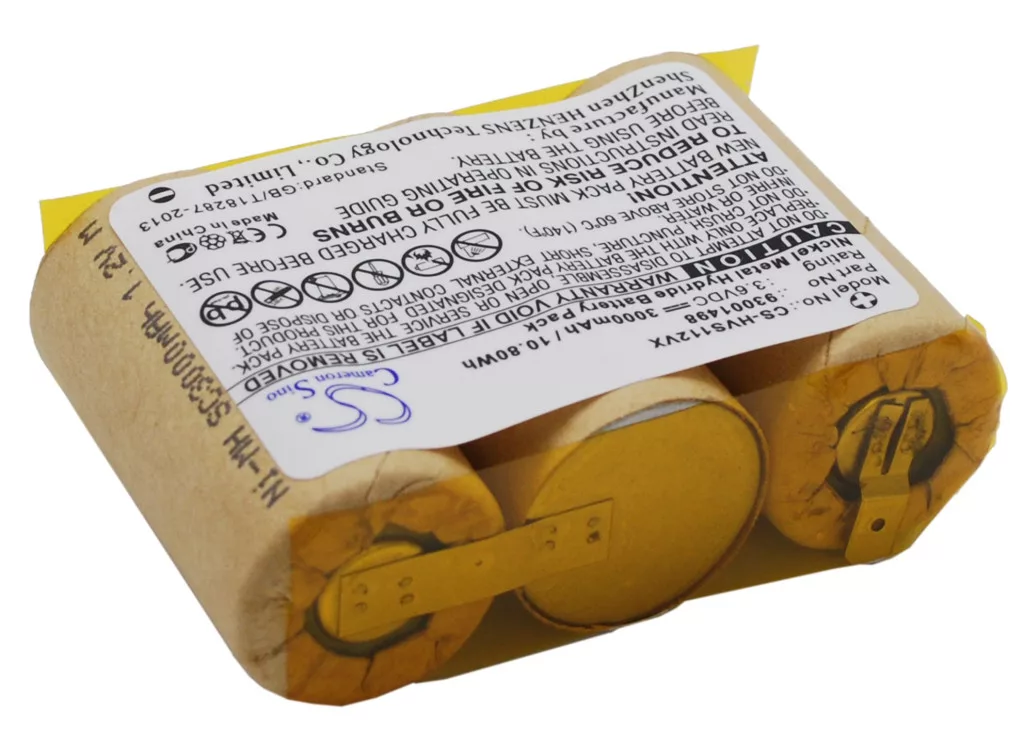 Model No.: CS-HVS112VX
Part No: 93001498
Rating: 3.6VDC ⎓ 3000mAh / 10.80Wh
Nickel Metal Hydride Battery Pack
CAUTION WARRANTY VOID IF LABEL IS REMOVED
-DO NOT ATTEMPT TO DISASSEMBLE OR OPEN
-REPLACE ONLY WITH THE BATTERY PACK DESIGNATED FOR THIS PRODUCT
-DO NOT CRUSH, PUNCTURE, SHORT EXTERNAL CONTACTS, OR DISPOSE OF
IN FIRE OR WATER.
-DO NOT STORE ABOVE 60°C (140°F).
ATTENTION!
NEW BATTERY PACK MUST BE FULLY CHARGED BEFORE USE.
TO REDUCE RISK OF FIRE OR BURNS
READ INSTRUCTIONS IN OPERATING GUIDE
BEFORE USING THE BATTERY.
Manufacture by: Standard:GB/T18287-2013
ShenZhen HENZENS Technology Co., Limited
Made in China
CE
CS
Cameron Sino
Ni-MH SC3000mAh 1.2V M